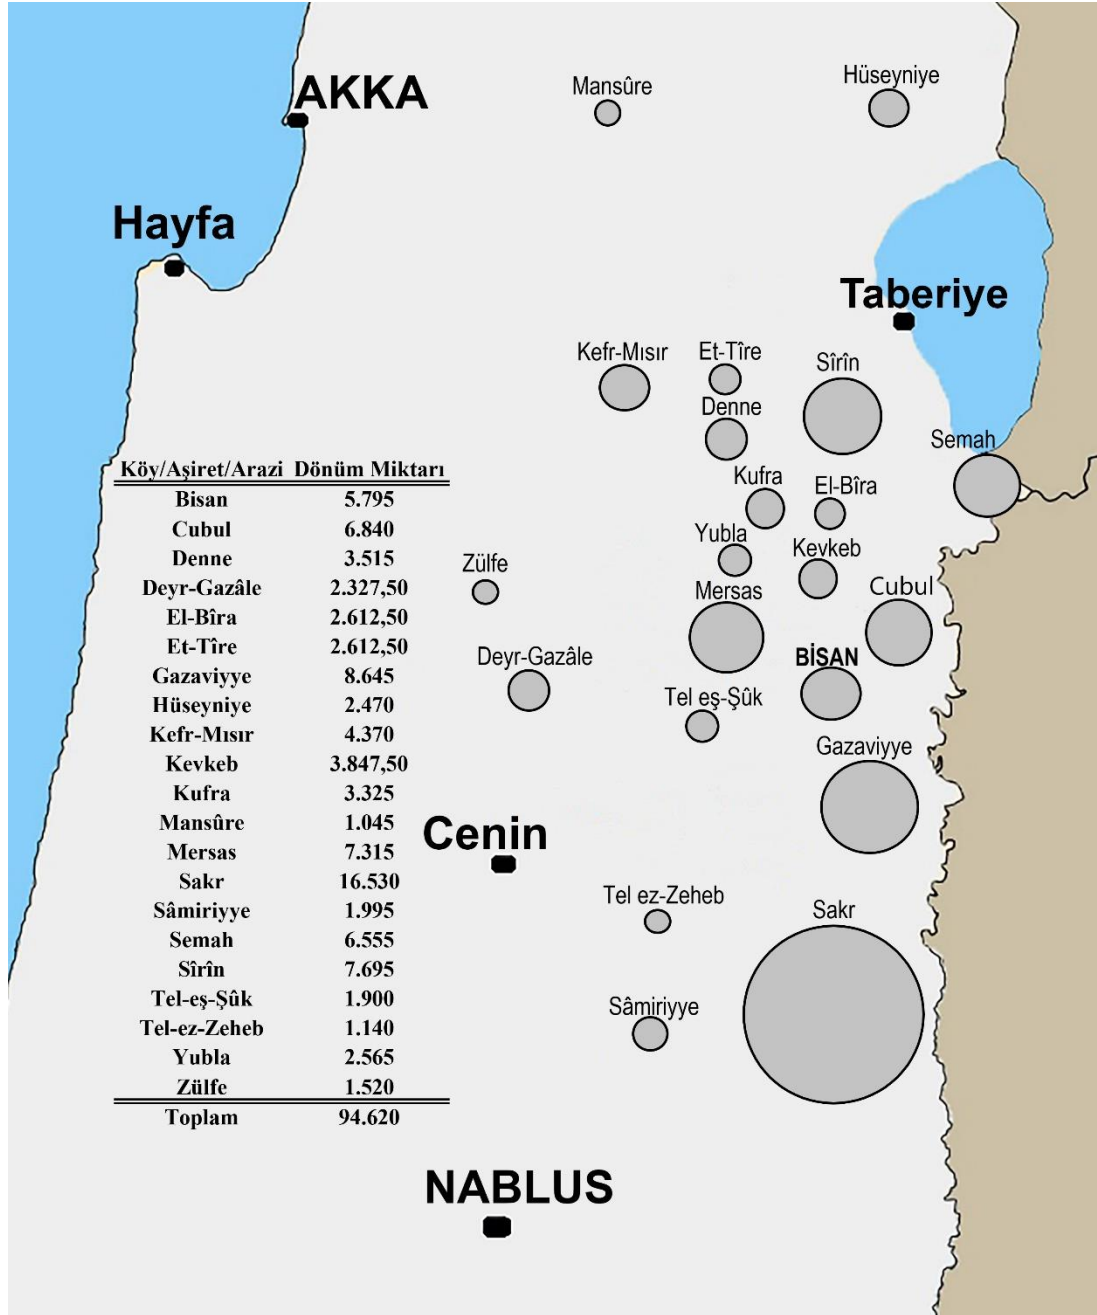 Hüseyniye
Mansûre
AKKA
Hayfa
Taberiye
Kefr-Mısır
Et-Tîre
Sîrîn
Denne
Semah
Kufra
El-Bîra
Yubla
Kevkeb
Zülfe
Mersas
Cubul
Deyr-Gazâle
BİSAN
Tel eş-Şûk
Gazaviyye
Cenin
Tel ez-Zeheb
Sakr
Sâmiriyye
NABLUS
Köy/Aşiret/Arazi Dönüm Miktarı
Bisan 5.795
Cubul 6.840
Denne 3.515
Deyr-Gazâle 2.327,50
El-Bîra 2.612,50
Et-Tîre 2.612,50
Gazaviyye 8.645
Hüseyniye 2.470
Kefr-Mısır 4.370
Kevkeb 3.847,50
Kufra 3.325
Mansûre 1.045
Mersas 7.315
Sakr 16.530
Sâmiriyye 1.995
Semah 6.555
Sîrîn 7.695
Tel-eş-Şûk 1.900
Tel-ez-Zeheb 1.140
Yubla 2.565
Zülfe 1.520
Toplam 94.620